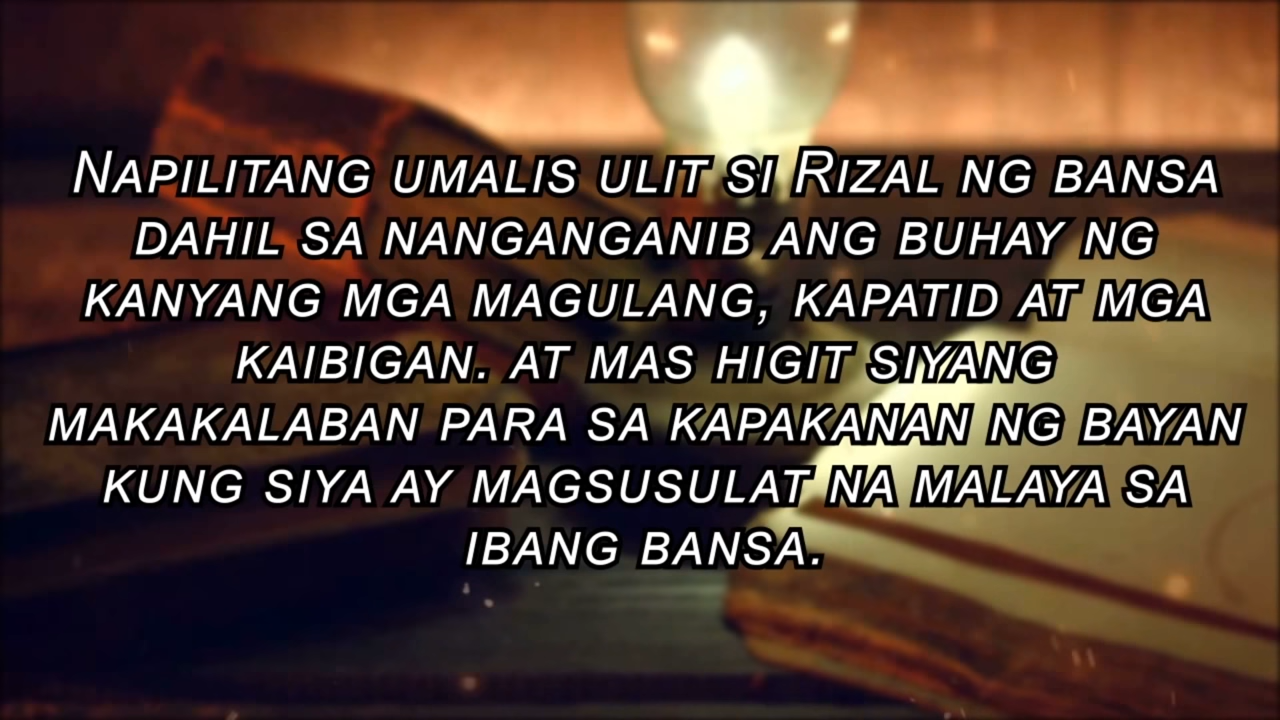 Napilitang umalis ulit si Rizal ng bansa
dahil sa nanganganib ang buhay ng
kanyang mga magulang, kapatid at mga
kaibigan. at mas higit siyang
makakalaban para sa kapakanan ng bayan
kung siya ay magsusulat na malaya sa
ibang bansa.